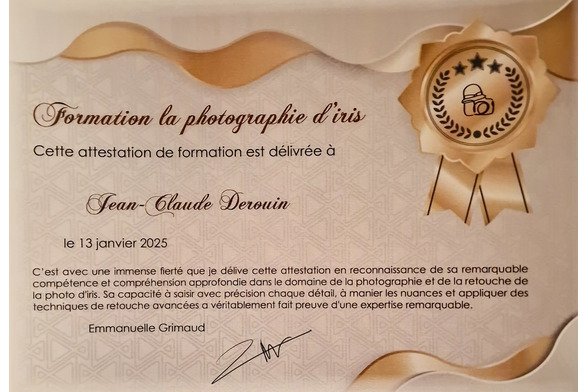 Formation la photographie d'iris
Cette attestation de formation est délivrée à
Jean-Claude Derouin
le 13 janvier 2025
C'est avec une immense fierté que je délive cette attestation en reconnaissance de sa remarquable
compétence et compréhension approfondie dans le domaine de la photographie et de la retouche de
la photo d'iris. Sa capacité à saisir avec précision chaque détail, à manier les nuances et appliquer des
techniques de retouche avancées a véritablement fait preuve d'une expertise remarquable.
Emmanuelle Grimaud